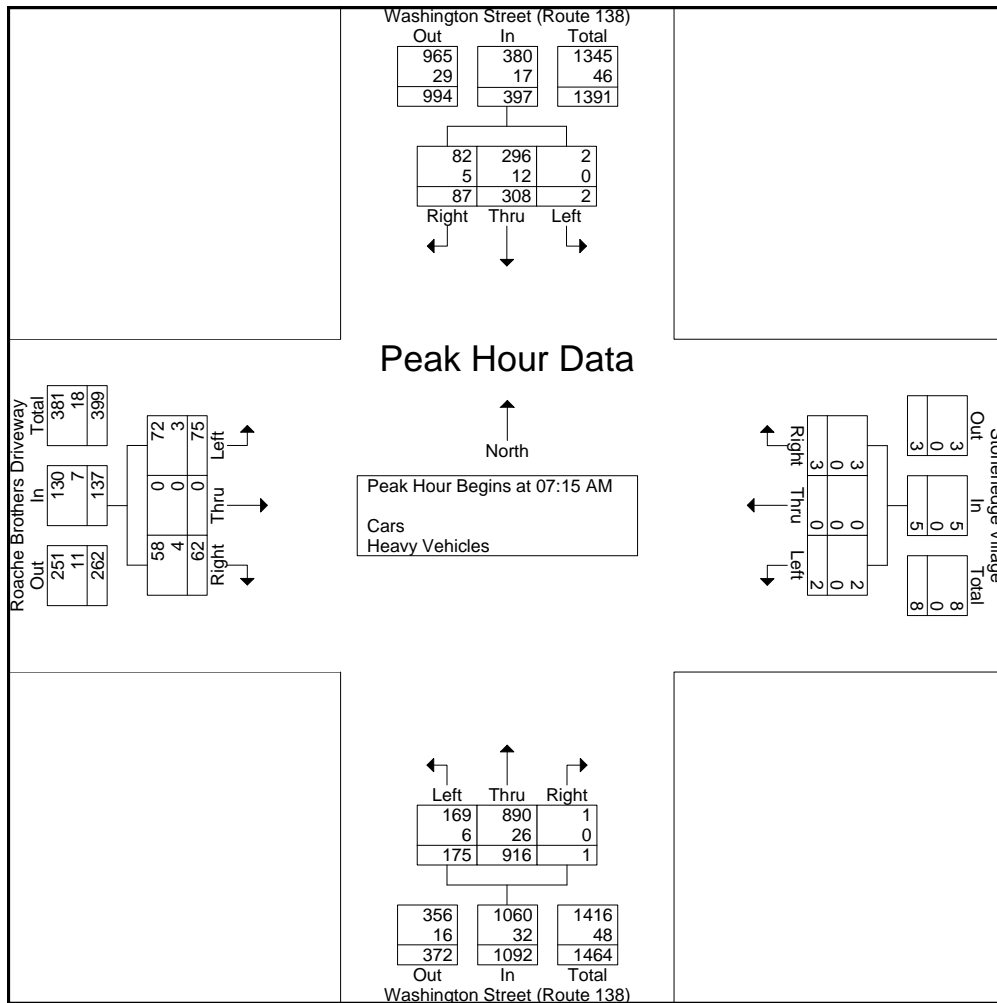 Washington Street (Route 138)
Out In Total
965 380 1345
29 17 46
994 397 1391
82 296 2
5 12 0
87 308 2
Right Thru Left
Peak Hour Data
North
Peak Hour Begins at 07:15 AM
Cars
Heavy Vehicles
Roache Brothers Driveway
Out In Total
251 130 381
11 7 18
262 137 399
Right Thru Left
58 0 72
4 0 3
62 0 75
Stonehedge Village
Out In Total
3 5 8
0 0 0
3 5 8
Right Thru Left
3 0 2
0 0 0
3 0 2
Left Thru Right
169 890 1
6 26 0
175 916 1
356 1060 1416
16 32 48
372 1092 1464
Out In Total
Washington Street (Route 138)